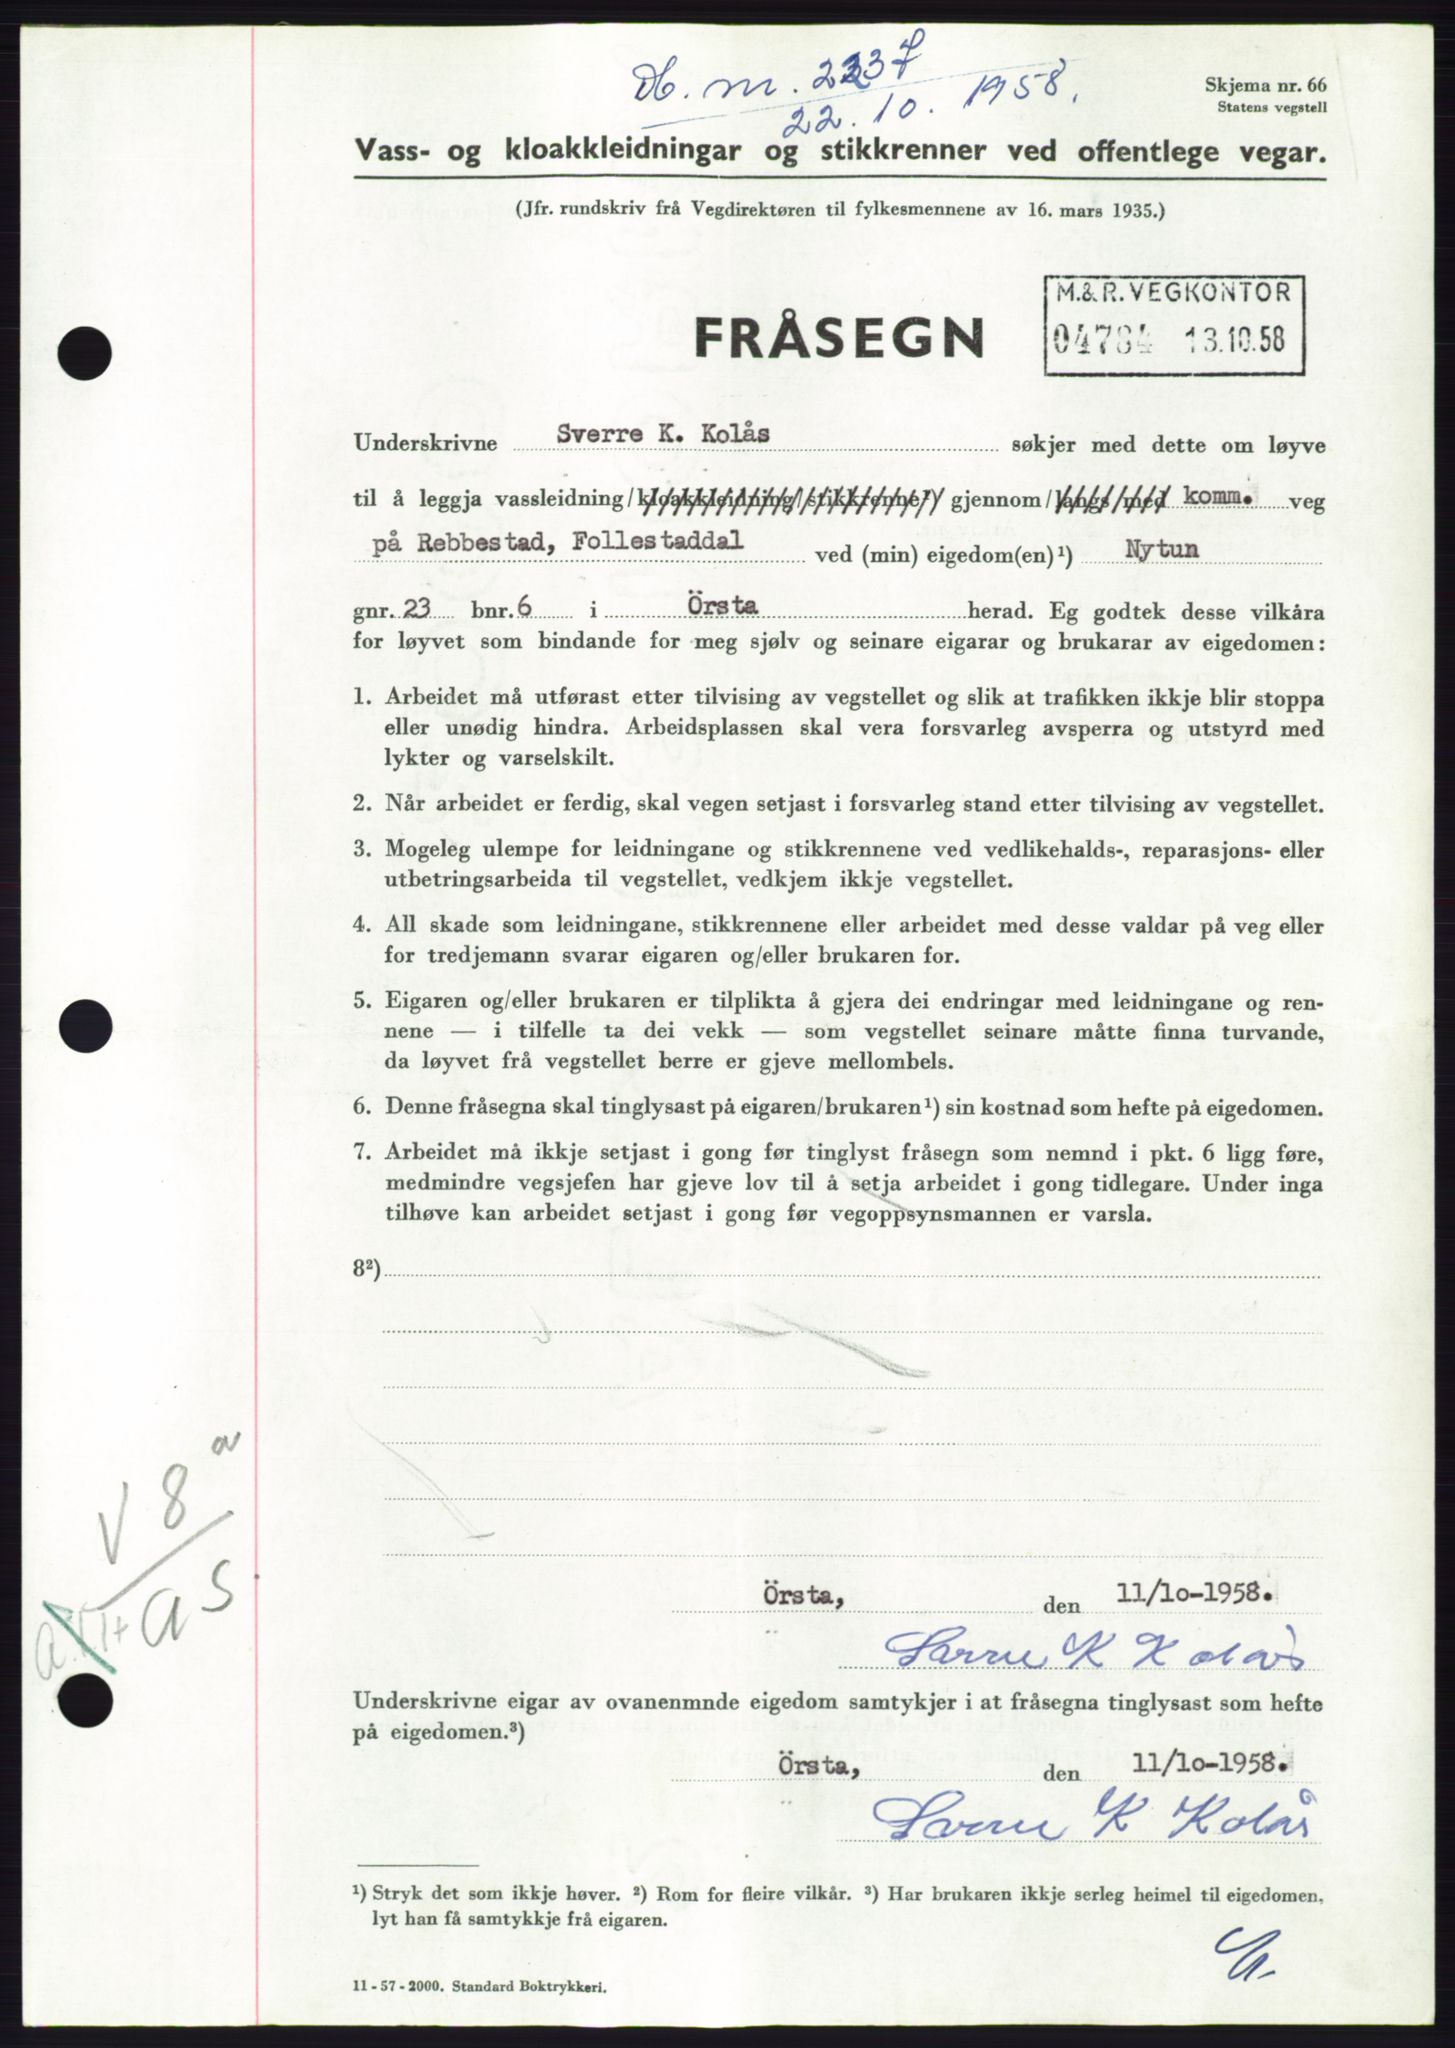 Db. nr. 2237
22.10.1958.
Skjema nr. 66
Statens vegstell
Vass- og kloakkleidningar og stikkrenner ved offentlege vegar.
(Jfr. rundskriv frå Vegdirektøren til fylkesmennene av 16. mars 1935.)
M.&R. VEGKONTOR
04784 13.10.58
FRÅSEGN
Underskrivne Sverre K. Kolås søkjer med dette om løyve
til å leggja vassleidning/kloakkleidning/stikkrenne¹) gjennom/langs med komm. veg
på Rebbestad, Follestaddal ved (min) eigedom(en)¹) Nytun
gnr. 23 bnr. 6 i Örsta herad. Eg godtek desse vilkåra
for løyvet som bindande for meg sjølv og seinare eigarar og brukarar av eigedomen:
1. Arbeidet må utførast etter tilvising av vegstellet og slik at trafikken ikkje blir stoppa
eller unødig hindra. Arbeidsplassen skal vera forsvarleg avsperra og utstyrd med
lykter og varselskilt.
2. Når arbeidet er ferdig, skal vegen setjast i forsvarleg stand etter tilvising av vegstellet.
3. Mogeleg ulempe for leidningane og stikkrennene ved vedlikehalds-, reparasjons- eller
utbetringsarbeida til vegstellet, vedkjem ikkje vegstellet.
4. All skade som leidningane, stikkrennene eller arbeidet med desse valdar på veg eller
for tredjemann svarar eigaren og/eller brukaren for.
5. Eigaren og/eller brukaren er tilplikta å gjera dei endringar med leidningane og ren-
nene — i tilfelle ta dei vekk — som vegstellet seinare måtte finna turvande,
da løyvet frå vegstellet berre er gjeve mellombels.
6. Denne fråsegna skal tinglysast på eigaren/brukaren¹) sin kostnad som hefte på eigedomen.
7. Arbeidet må ikkje setjast i gong før tinglyst fråsegn som nemnd i pkt. 6 ligg føre,
medmindre vegsjefen har gjeve lov til å setja arbeidet i gong tidlegare. Under inga
tilhøve kan arbeidet setjast i gong før vegoppsynsmannen er varsla.
8²)
V 8 a
a s
Örsta, den 11/10-1958.
Sverre K Kolås
Underskrivne eigar av ovanenmnde eigedom samtykjer i at fråsegna tinglysast som hefte
på eigedomen.³)
Örsta, den 11/10-1958.
Sverre K Kolås
¹) Stryk det som ikkje høver. ²) Rom for fleire vilkår. ³) Har brukaren ikkje serleg heimel til eigedomen,
lyt han få samtykkje frå eigaren.
11 - 57 - 2000. Standard Boktrykkeri.